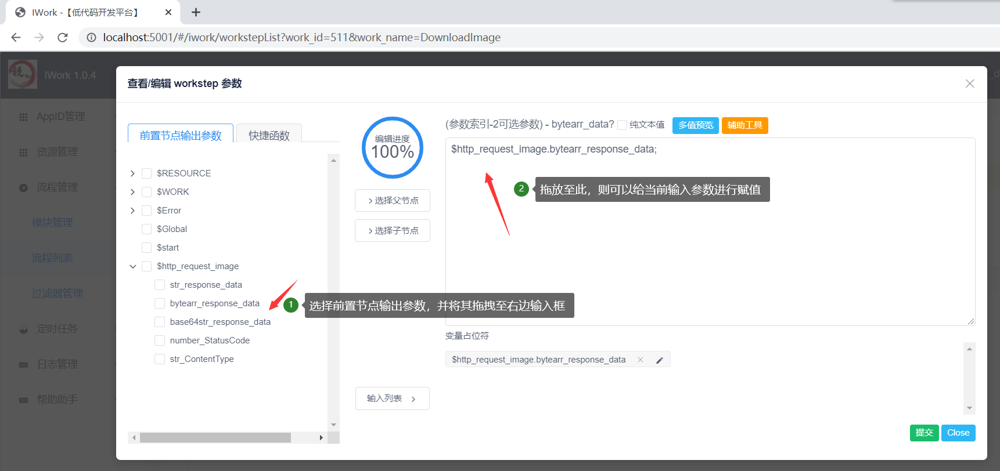 IWork -【低代码开发平台】
localhost:5001/#/iwork/workstepList?work_id=511&work_name=DownloadImage
IWork 1.0.4
_d
AppID管理
资源管理
流程管理
模块管理
流程列表
过滤器管理
定时任务
日志管理
帮助助手
查看/编辑 workstep 参数
前置节点输出参数
快捷函数
$RESOURCE
$WORK
$Error
$Global
$start
$http_request_image
str_response_data
bytearr_response_data
base64str_response_data
number_StatusCode
str_ContentType
编辑进度
100%
选择父节点
选择子节点
输入列表
(参数索引-2可选参数) - bytearr_data? 纯文本值 多值预览 辅助工具
$http_request_image.bytearr_response_data;
2 拖放至此，则可以给当前输入参数进行赋值
1 选择前置节点输出参数，并将其拖拽至右边输入框
变量占位符
$http_request_image.bytearr_response_data
提交 Close